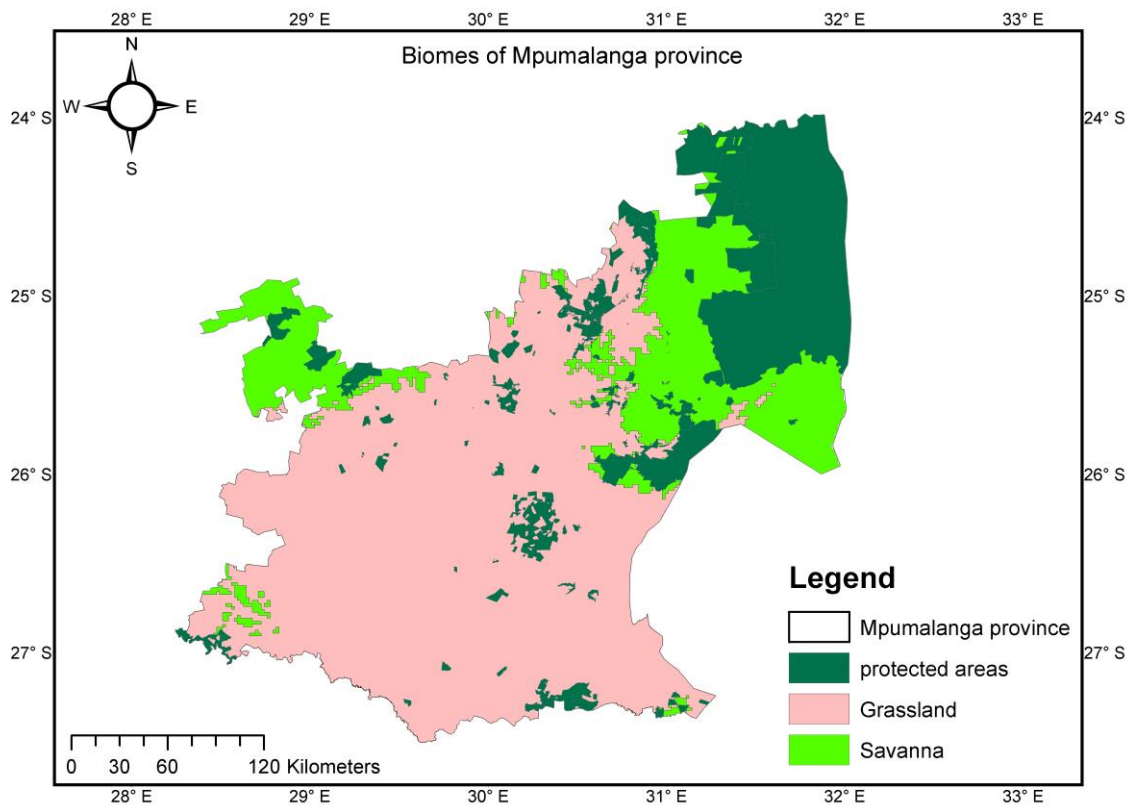 28° E 29° E 30° E 31° E 32° E 33° E
Biomes of Mpumalanga province
N
W E
S
24° S 24° S
25° S 25° S
26° S 26° S
27° S 27° S
Legend
Mpumalanga province
protected areas
Grassland
Savanna
0 30 60 120 Kilometers
28° E 29° E 30° E 31° E 32° E 33° E